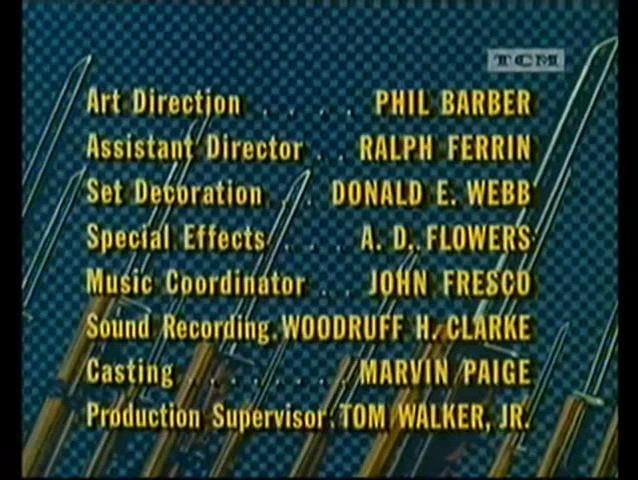 TCM
Art Direction . . . . PHIL BARBER
Assistant Director . . RALPH FERRIN
Set Decoration . . DONALD E. WEBB
Special Effects . . . A. D. FLOWERS
Music Coordinator . . JOHN FRESCO
Sound Recording. WOODRUFF H. CLARKE
Casting . . . . . . . . MARVIN PAIGE
Production Supervisor. TOM WALKER, JR.